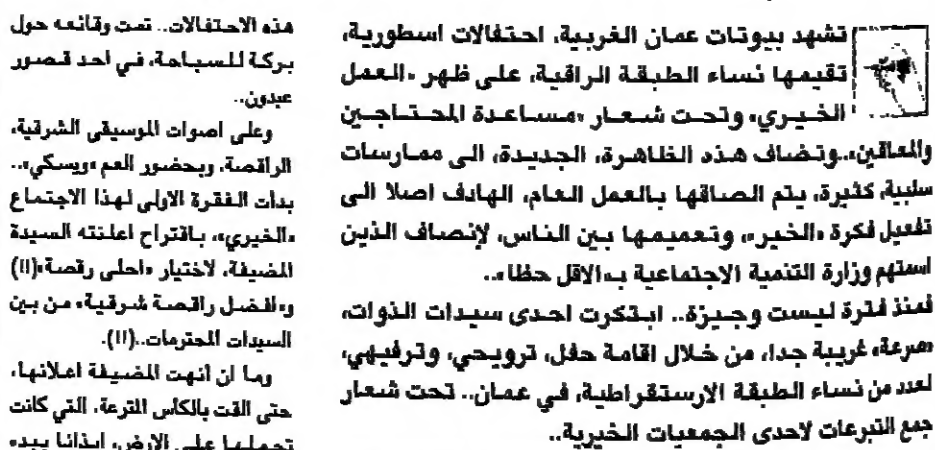 تشهد بيوتات عمان الغربية، احتفالات اسطورية،
تقيمها نساء الطبقة الراقية، على ظهر «العمل
الخيري» وتحت شعار «مساعدة المحتاجين
والمعاقين»..وتضاف هذه الظاهرة، الجديدة، الى ممارسات
سلبية، كثيرة، يتم الصاقها بالعمل العام، الهادف اصلا الى
تفعيل فكرة «الخير»، وتعميمها بين الناس، لإنصاف الذين
اسمتهم وزارة التنمية الاجتماعية بـ«الاقل حظا»..
فمنذ فترة ليست وجيزة.. ابتكرت احدى سيدات الذوات،
«صرعة» غريبة جدا، من خلال اقامة حفل، ترويحي، وترفيهي،
لعدد من نساء الطبقة الارستقراطية، في عمان.. تحت شعار
جمع التبرعات لاحدى الجمعيات الخيرية..
هذه الاحتفالات.. تمت وقائعه حول
بركة للسباحة، في احد قصور
عبدون..
وعلى اصوات الموسيقى الشرقية،
الراقصة، وبحضور العم «ويسكي»..
بدأت الفقرة الاولى لهذا الاجتماع
«الخيري»، باقتراح اعلنته السيدة
المضيفة، لاختيار «احلى رقصة»(!!)
و«افضل راقصة شرقية» من بين
السيدات المحترمات..(!!).
وما ان أنهت المضيفة اعلانها،
حتى القت بالكاس المترعة، التي كانت
تحملها على الارض، ايذانا ببدء